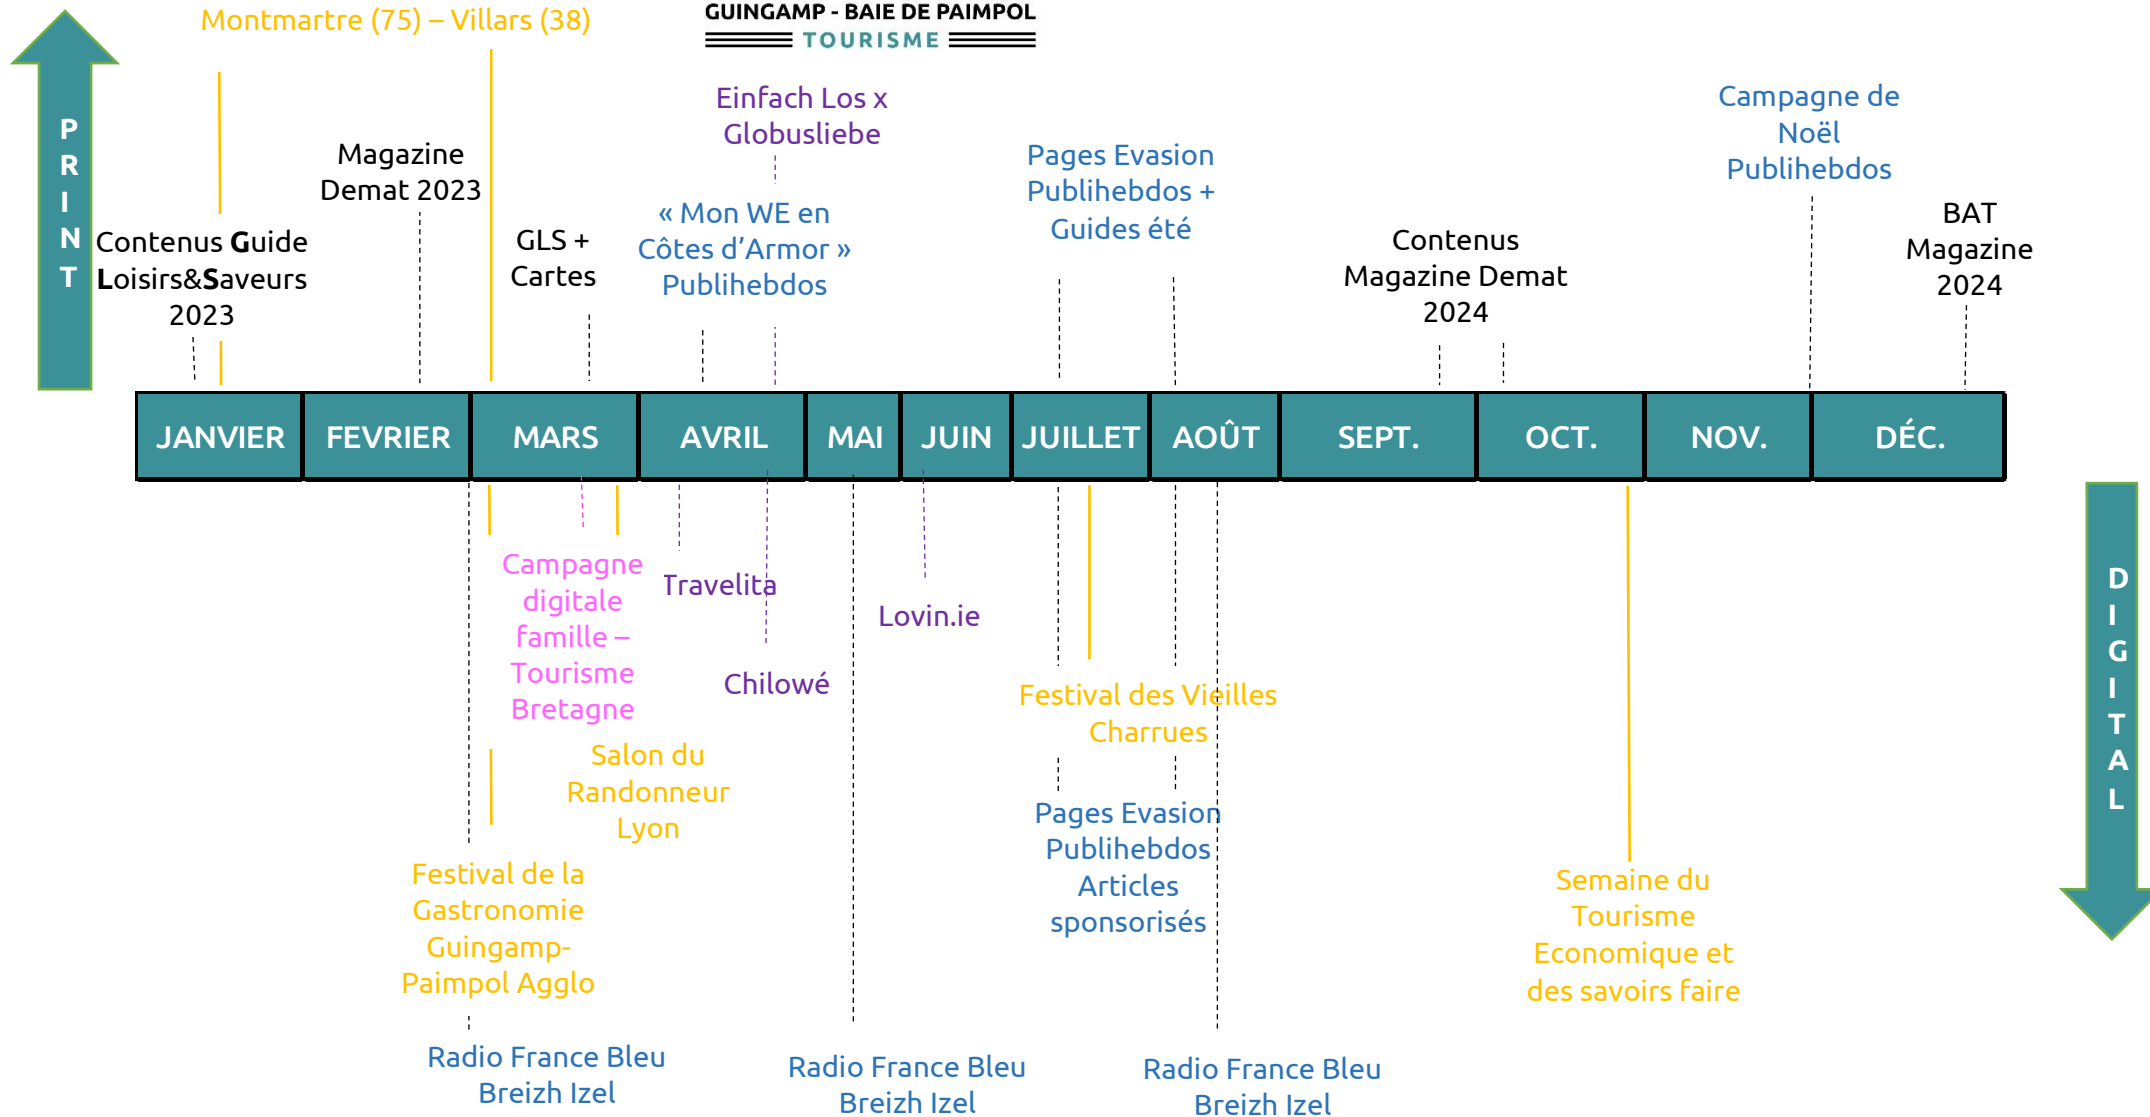 Montmartre (75) – Villars (38)
GUINGAMP - BAIE DE PAIMPOL
TOURISME
PRINT
Contenus Guide
Loisirs&Saveurs
2023
Magazine
Demat 2023
GLS +
Cartes
Einfach Los x
Globusliebe
« Mon WE en
Côtes d’Armor »
Publihebdos
Pages Evasion
Publihebdos +
Guides été
Contenus
Magazine Demat
2024
Campagne de
Noël
Publihebdos
BAT
Magazine
2024
JANVIER FEVRIER MARS AVRIL MAI JUIN JUILLET AOÛT SEPT. OCT. NOV. DÉC.
DIGITAL
Campagne
digitale
famille –
Tourisme
Bretagne
Travelita
Chilowé
Lovin.ie
Salon du
Randonneur
Lyon
Festival de la
Gastronomie
Guingamp-
Paimpol Agglo
Radio France Bleu
Breizh Izel
Radio France Bleu
Breizh Izel
Festival des Vieilles
Charrues
Pages Evasion
Publihebdos
Articles
sponsorisés
Radio France Bleu
Breizh Izel
Semaine du
Tourisme
Economique et
des savoirs faire